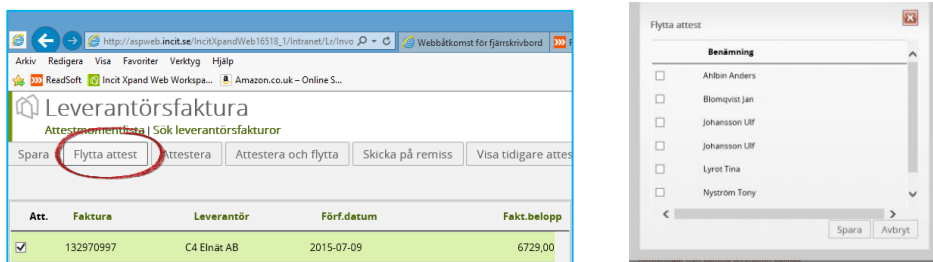 http://aspweb.incit.se/IncitXpandWeb16518_1/Intranet/Lr/Invo
Webbåtkomst för fjärrskrivbord
Arkiv Redigera Visa Favoriter Verktyg Hjälp
ReadSoft Incit Xpand Web Workspa... Amazon.co.uk – Online S...
Leverantörsfaktura
Attestmomentlista | Sök leverantörsfakturor
Spara Flytta attest Attestera Attestera och flytta Skicka på remiss Visa tidigare attes
Att. Faktura Leverantör Förf.datum Fakt.belopp
132970997 C4 Elnät AB 2015-07-09 6729,00
Flytta attest
Benämning
Ahlbin Anders
Blomqvist Jan
Johansson Ulf
Johansson Ulf
Lyrot Tina
Nyström Tony
Spara Avbryt